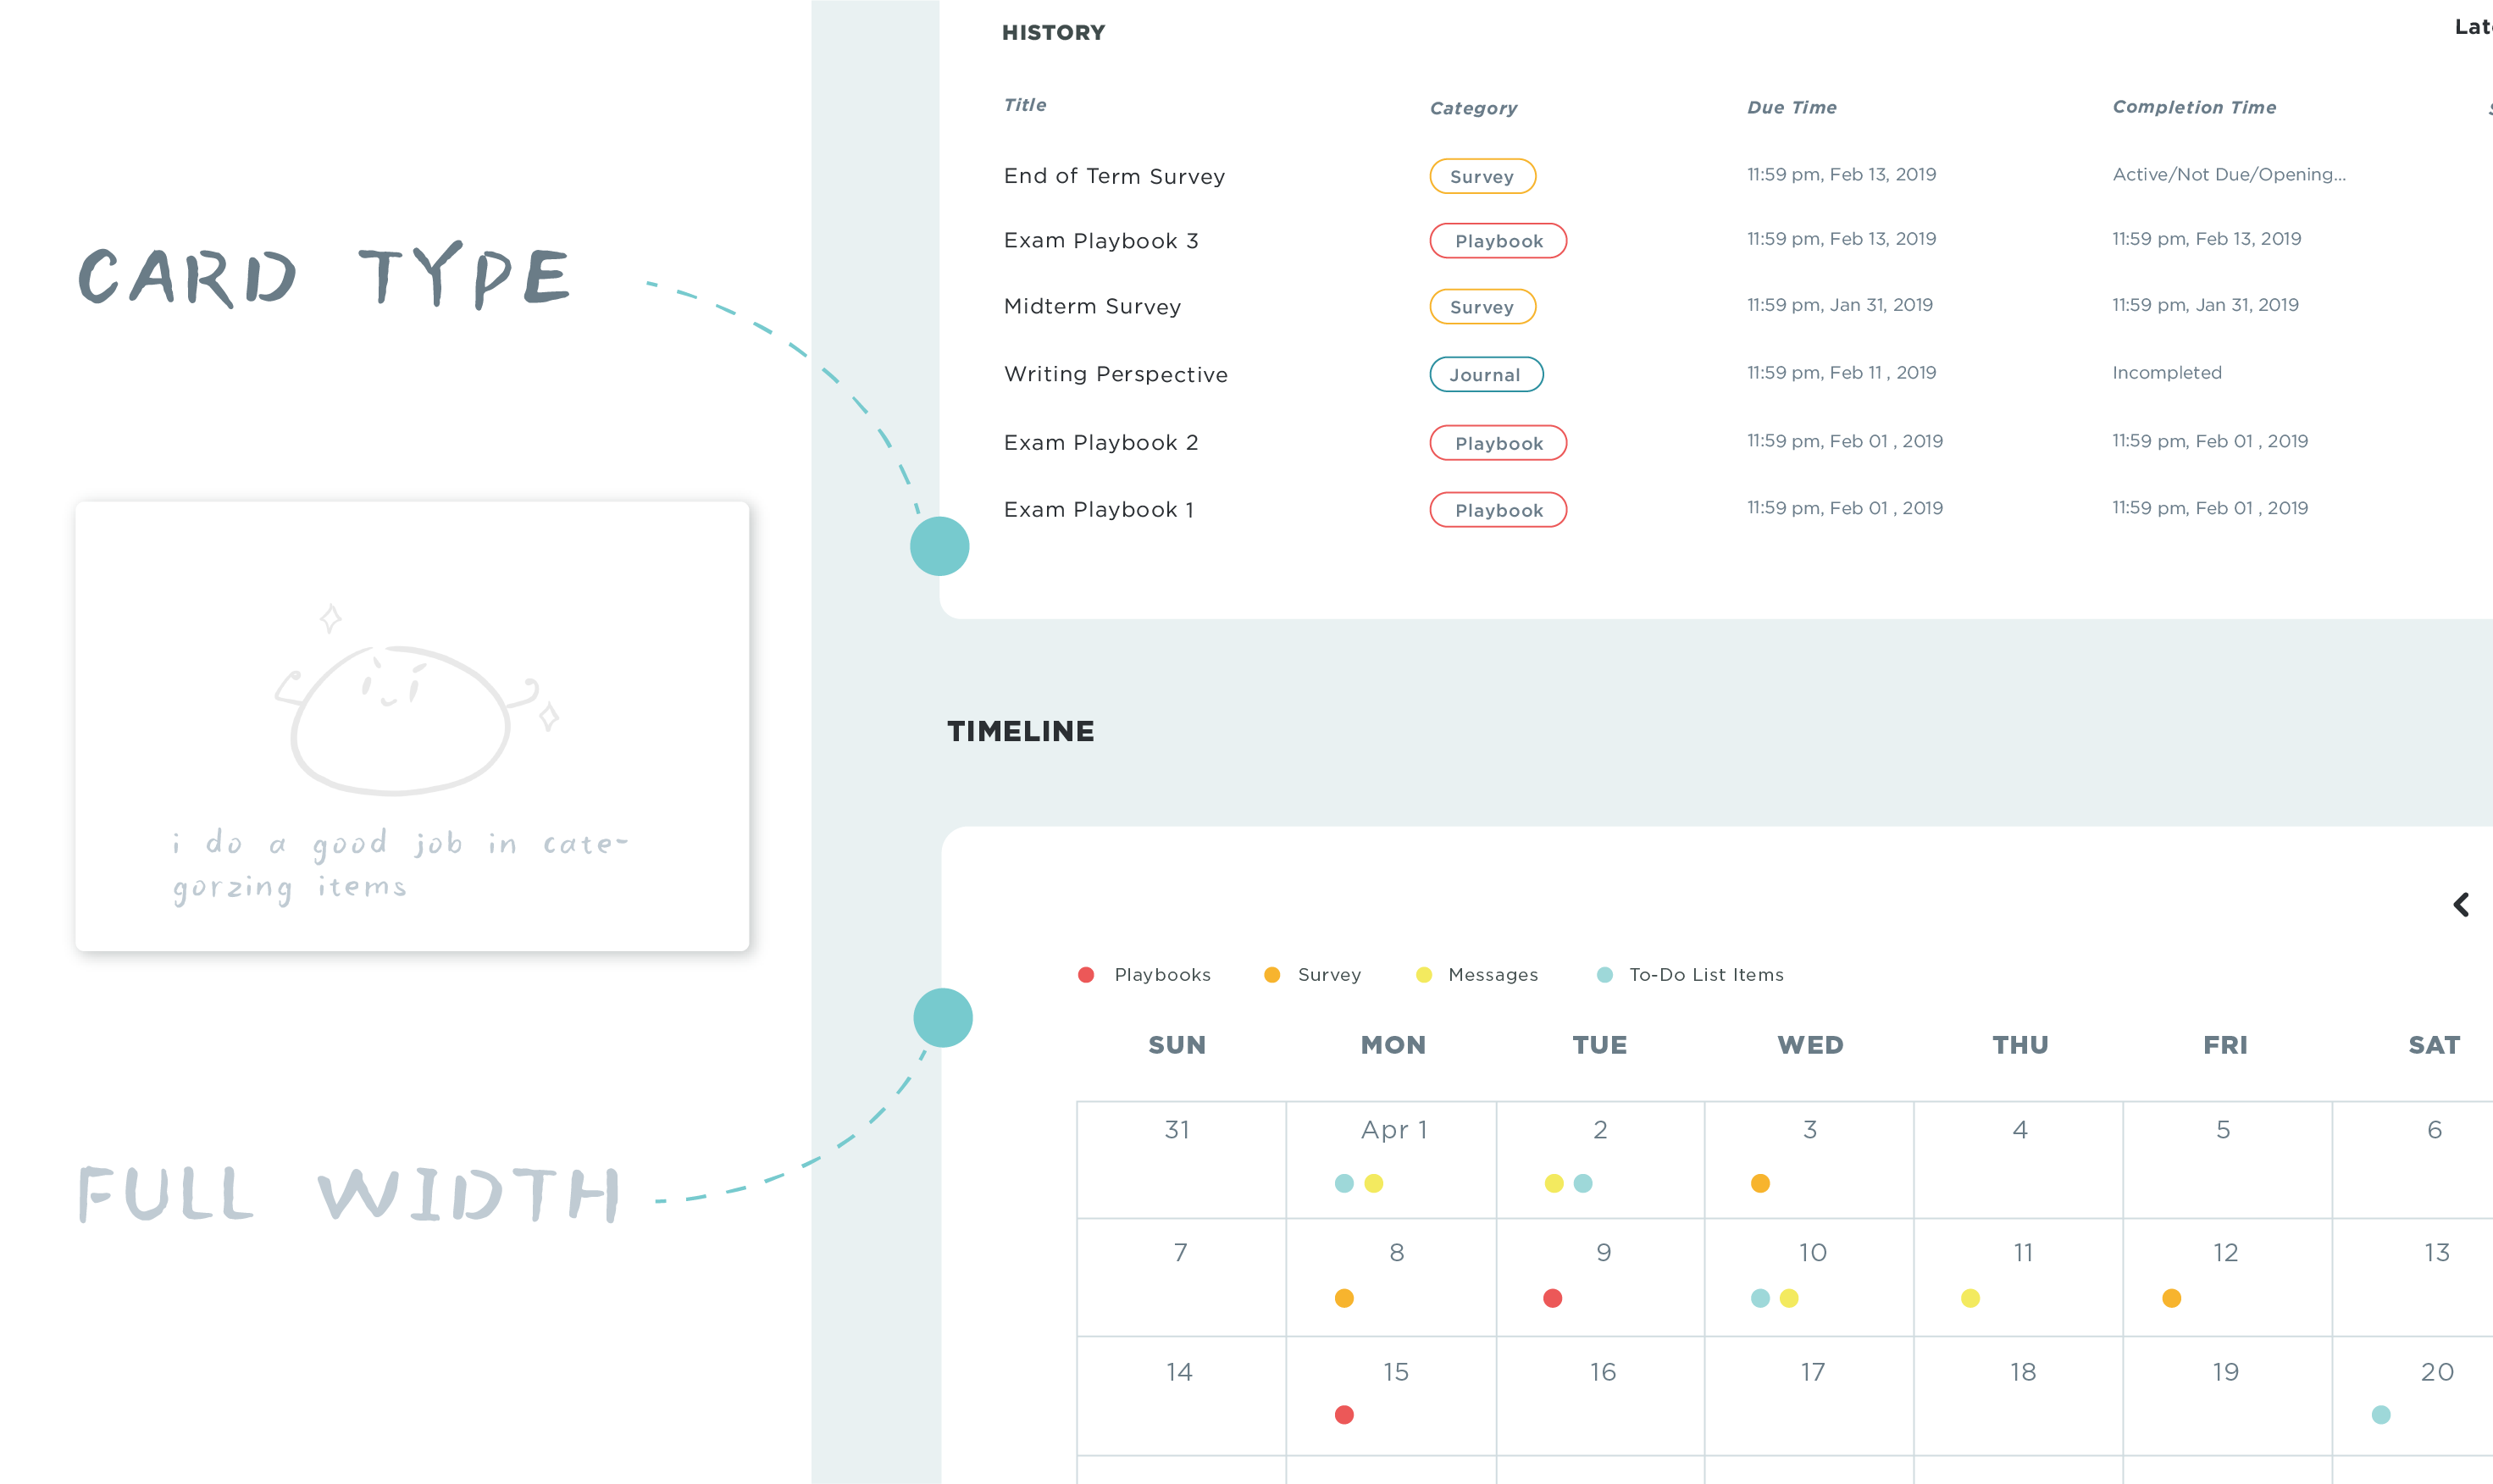 CARD TYPE
i do a good job in cate-
gorzing items
FULL WIDTH
HISTORY
Title Category Due Time Completion Time
End of Term Survey Survey 11:59 pm, Feb 13, 2019 Active/Not Due/Opening...
Exam Playbook 3 Playbook 11:59 pm, Feb 13, 2019 11:59 pm, Feb 13, 2019
Midterm Survey Survey 11:59 pm, Jan 31, 2019 11:59 pm, Jan 31, 2019
Writing Perspective Journal 11:59 pm, Feb 11 , 2019 Incompleted
Exam Playbook 2 Playbook 11:59 pm, Feb 01 , 2019 11:59 pm, Feb 01 , 2019
Exam Playbook 1 Playbook 11:59 pm, Feb 01 , 2019 11:59 pm, Feb 01 , 2019
TIMELINE
Playbooks Survey Messages To-Do List Items
SUN MON TUE WED THU FRI SAT
31 Apr 1 2 3 4 5 6
7 8 9 10 11 12 13
14 15 16 17 18 19 20